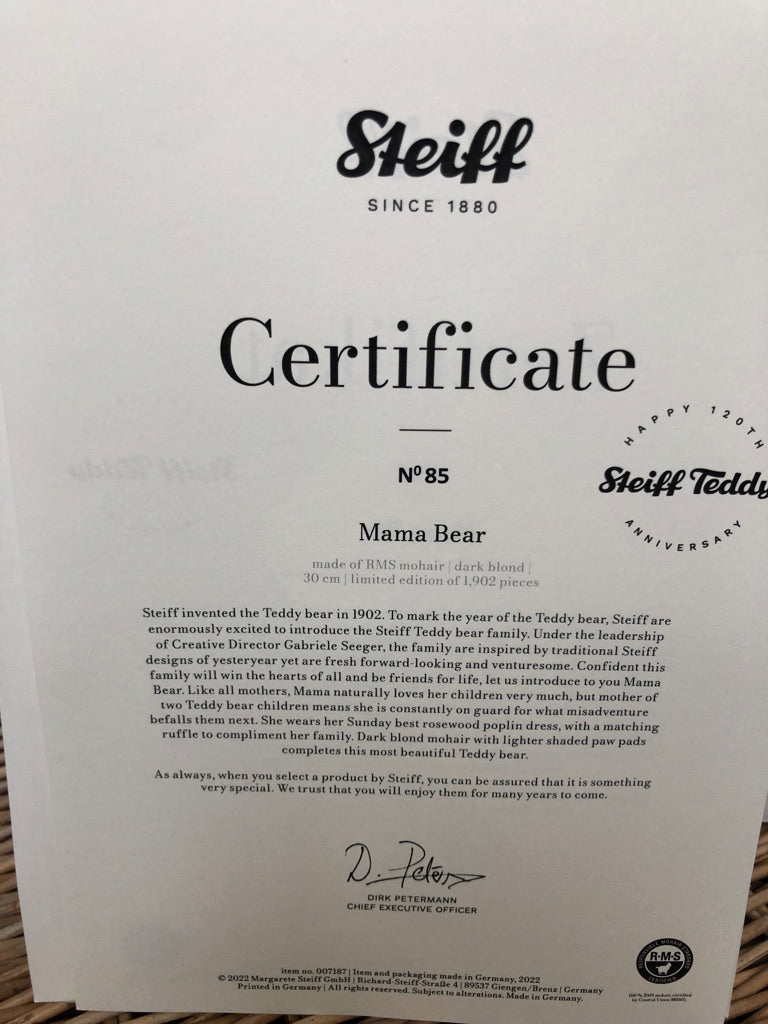 Steiff
SINCE 1880
Certificate
Nº 85
HAPPY 120TH
Steiff Teddy
ANNIVERSARY
Mama Bear
made of RMS mohair | dark blond |
30 cm | limited edition of 1,902 pieces
Steiff invented the Teddy bear in 1902. To mark the year of the Teddy bear, Steiff are
enormously excited to introduce the Steiff Teddy bear family. Under the leadership
of Creative Director Gabriele Seeger, the family are inspired by traditional Steiff
designs of yesteryear yet are fresh forward-looking and venturesome. Confident this
family will win the hearts of all and be friends for life, let us introduce to you Mama
Bear. Like all mothers, Mama naturally loves her children very much, but mother of
two Teddy bear children means she is constantly on guard for what misadventure
befalls them next. She wears her Sunday best rosewood poplin dress, with a matching
ruffle to compliment her family. Dark blond mohair with lighter shaded paw pads
completes this most beautiful Teddy bear.
As always, when you select a product by Steiff, you can be assured that it is something
very special. We trust that you will enjoy them for many years to come.
D. Peterm
DIRK PETERMANN
CHIEF EXECUTIVE OFFICER
R·M·S
CERTIFIED
100 % RMS mohair, certified
by Control Union
item no. 007187 | Item and packaging made in Germany, 2022
© 2022 Margarete Steiff GmbH | Richard-Steiff-Straße 4 | 89537 Giengen/Brenz | Germany
Printed in Germany | All rights reserved. Subject to alterations. Made in Germany.